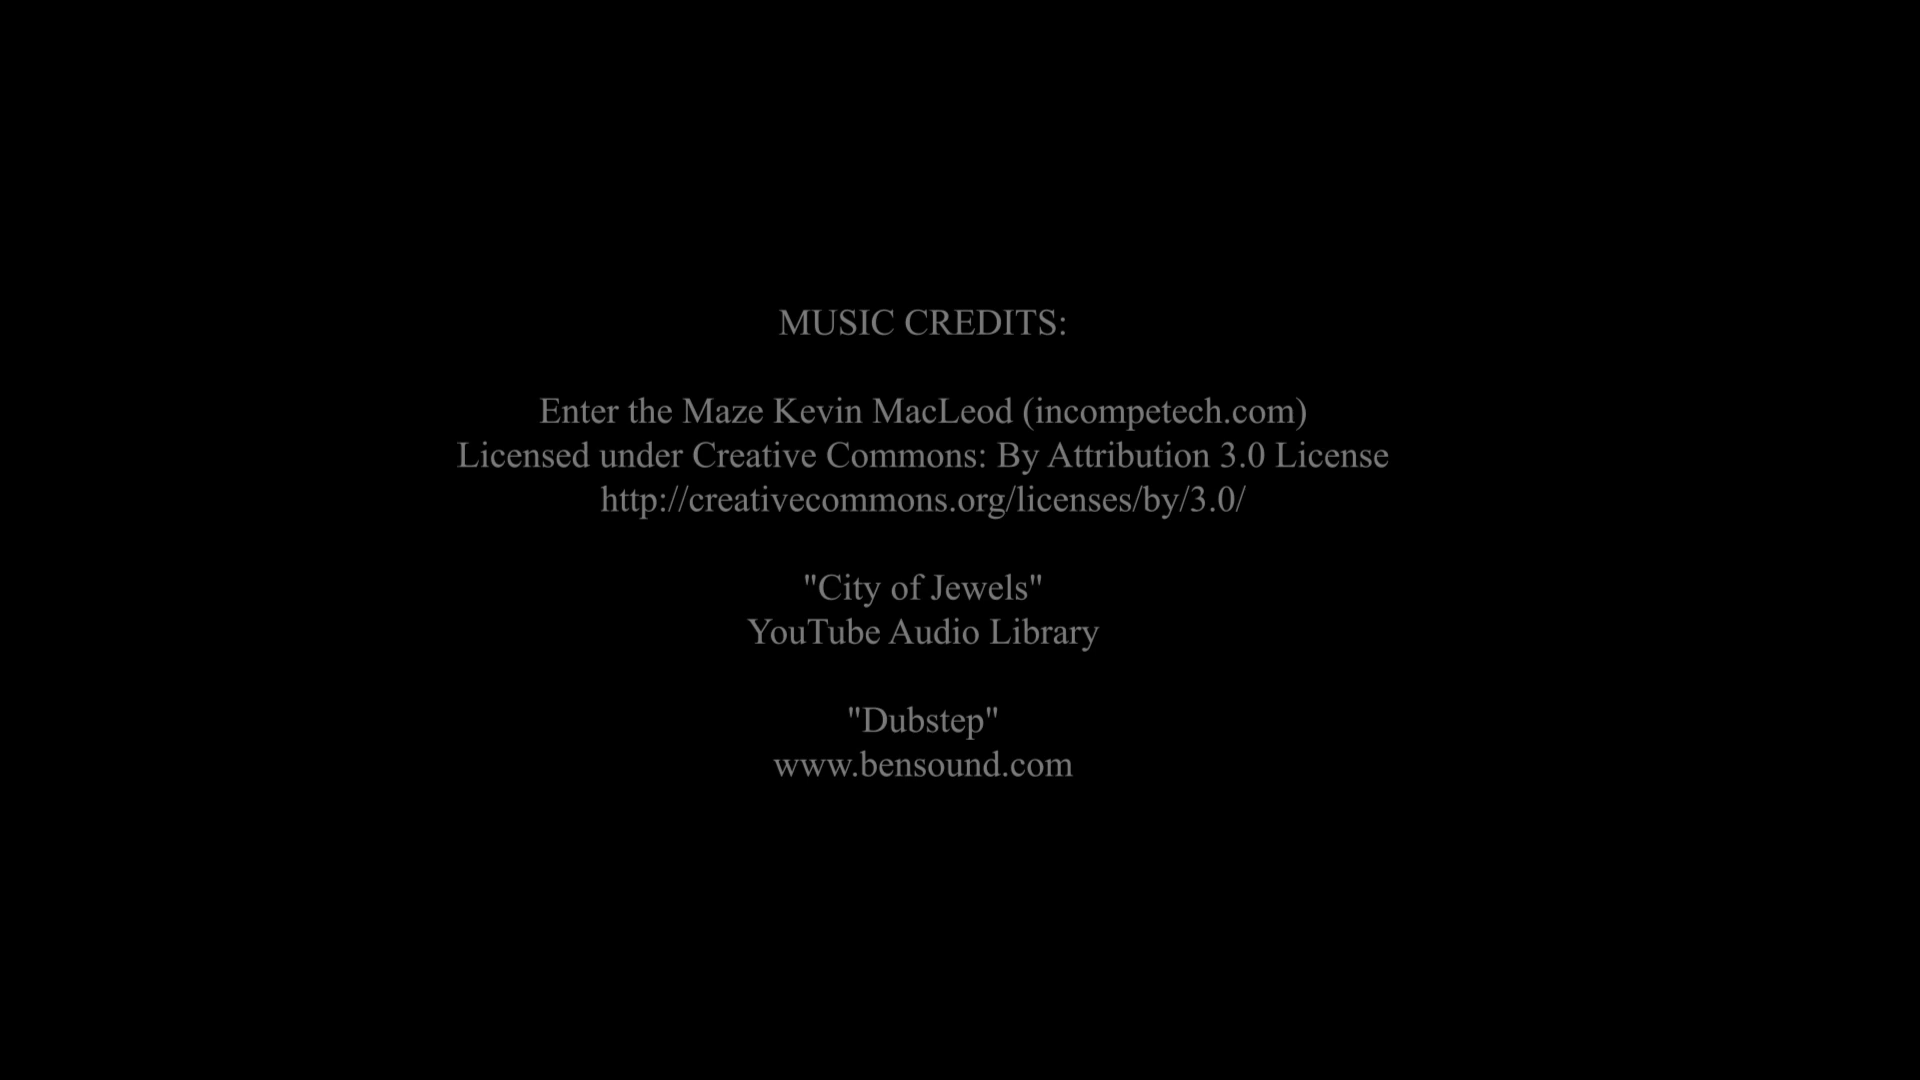 MUSIC CREDITS:
Enter the Maze Kevin MacLeod (incompetech.com)
Licensed under Creative Commons: By Attribution 3.0 License
http://creativecommons.org/licenses/by/3.0/
"City of Jewels"
YouTube Audio Library
"Dubstep"
www.bensound.com